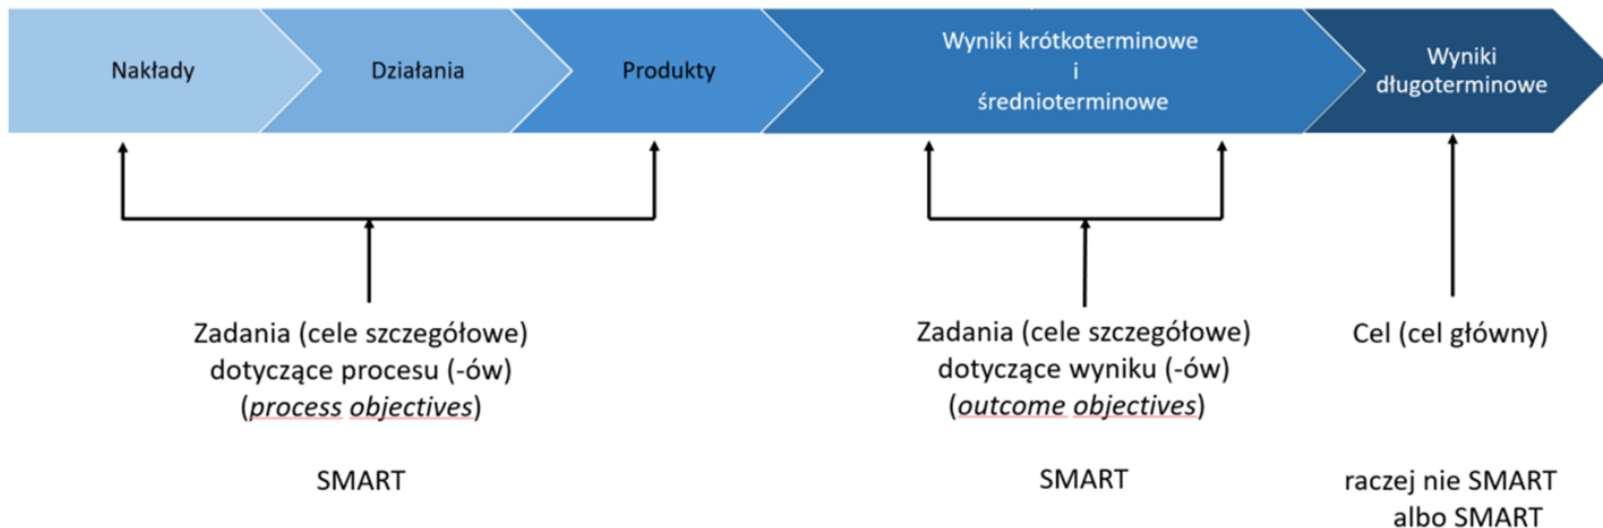 Nakłady
Działania
Produkty
Wyniki krótkoterminowe
i
średnioterminowe
Wyniki
długoterminowe
Zadania (cele szczegółowe)
dotyczące procesu (-ów)
(process objectives)
SMART
Zadania (cele szczegółowe)
dotyczące wyniku (-ów)
(outcome objectives)
SMART
Cel (cel główny)
raczej nie SMART
albo SMART